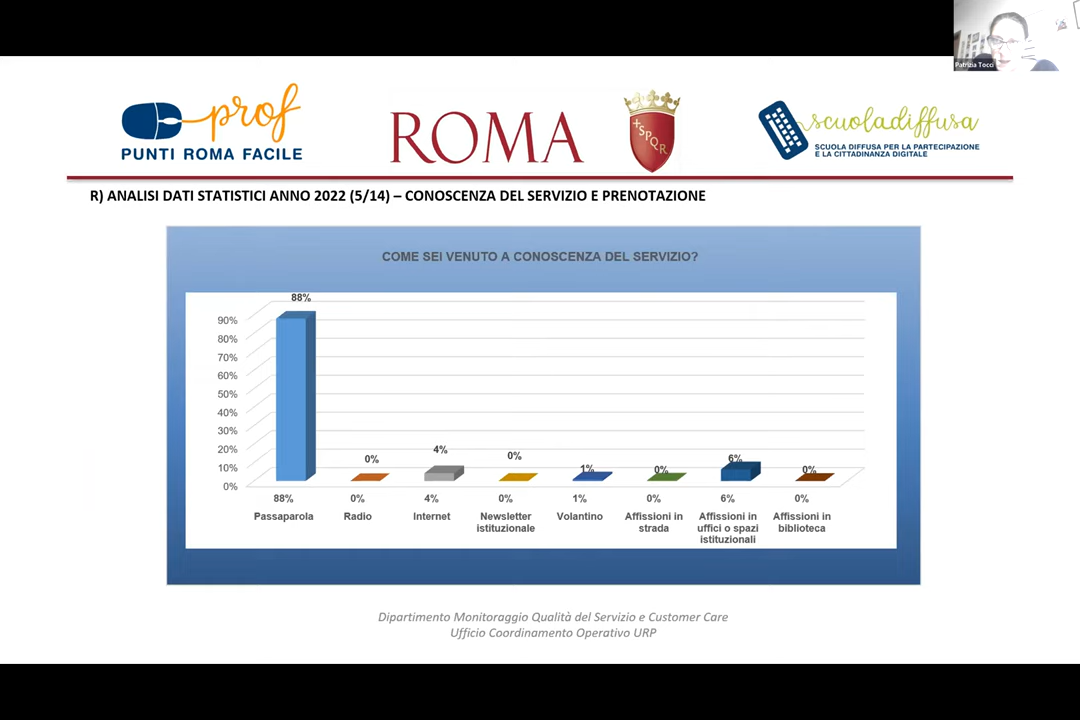 Patrizia Tocci
prof
PUNTI ROMA FACILE
ROMA
SPQR
scuoladiffusa
SCUOLA DIFFUSA PER LA PARTECIPAZIONE
E LA CITTADINANZA DIGITALE
R) ANALISI DATI STATISTICI ANNO 2022 (5/14) – CONOSCENZA DEL SERVIZIO E PRENOTAZIONE
COME SEI VENUTO A CONOSCENZA DEL SERVIZIO?
88%
90%
80%
70%
60%
50%
40%
30%
20%
10%
0%
0%
4%
0%
1%
0%
6%
0%
88% 0% 4% 0% 1% 0% 6% 0%
Passaparola Radio Internet Newsletter istituzionale Volantino Affissioni in strada Affissioni in uffici o spazi istituzionali Affissioni in biblioteca
Dipartimento Monitoraggio Qualità del Servizio e Customer Care
Ufficio Coordinamento Operativo URP